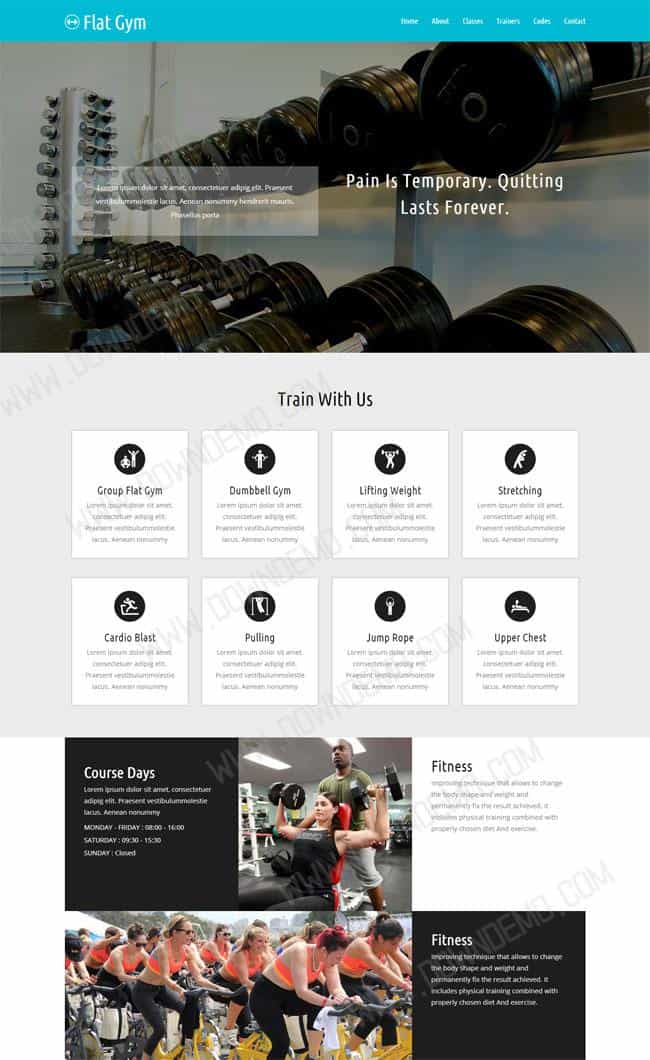 Flat Gym
Home About Classes Trainers Codes Contact
Lorem ipsum dolor sit amet, consectetuer adipig elit. Praesent
vestibulummolestie lacus. Aenean nonummy hendrerit mauris.
Phasellus porta
Pain Is Temporary. Quitting
Lasts Forever.
Train With Us
Group Flat Gym
Lorem ipsum dolor sit amet,
consectetuer adipig elit.
Praesent vestibulummolestie
lacus. Aenean nonummy
Dumbbell Gym
Lorem ipsum dolor sit amet,
consectetuer adipig elit.
Praesent vestibulummolestie
lacus. Aenean nonummy
Lifting Weight
Lorem ipsum dolor sit amet,
consectetuer adipig elit.
Praesent vestibulummolestie
lacus. Aenean nonummy
Stretching
Lorem ipsum dolor sit amet,
consectetuer adipig elit.
Praesent vestibulummolestie
lacus. Aenean nonummy
Cardio Blast
Lorem ipsum dolor sit amet,
consectetuer adipig elit.
Praesent vestibulummolestie
lacus. Aenean nonummy
Pulling
Lorem ipsum dolor sit amet,
consectetuer adipig elit.
Praesent vestibulummolestie
lacus. Aenean nonummy
Jump Rope
Lorem ipsum dolor sit amet,
consectetuer adipig elit.
Praesent vestibulummolestie
lacus. Aenean nonummy
Upper Chest
Lorem ipsum dolor sit amet,
consectetuer adipig elit.
Praesent vestibulummolestie
lacus. Aenean nonummy
Course Days
Lorem ipsum dolor sit amet, consectetuer
adipig elit. Praesent vestibulummolestie
lacus. Aenean nonummy
MONDAY - FRIDAY : 08:00 - 16:00
SATURDAY : 09:30 - 15:30
SUNDAY : Closed
Fitness
Improving technique that allows to change
the body shape and weight and
permanently fix the result achieved. It
includes physical training combined with
properly chosen diet And exercise.
Fitness
Improving technique that allows to change
the body shape and weight and
permanently fix the result achieved. It
includes physical training combined with
properly chosen diet And exercise.
WWW.DOWNDEMO.COM
WWW.DOWNDEMO.COM
WWW.DOWNDEMO.COM
WWW.DOWNDEMO.COM
WWW.DOWNDEMO.COM